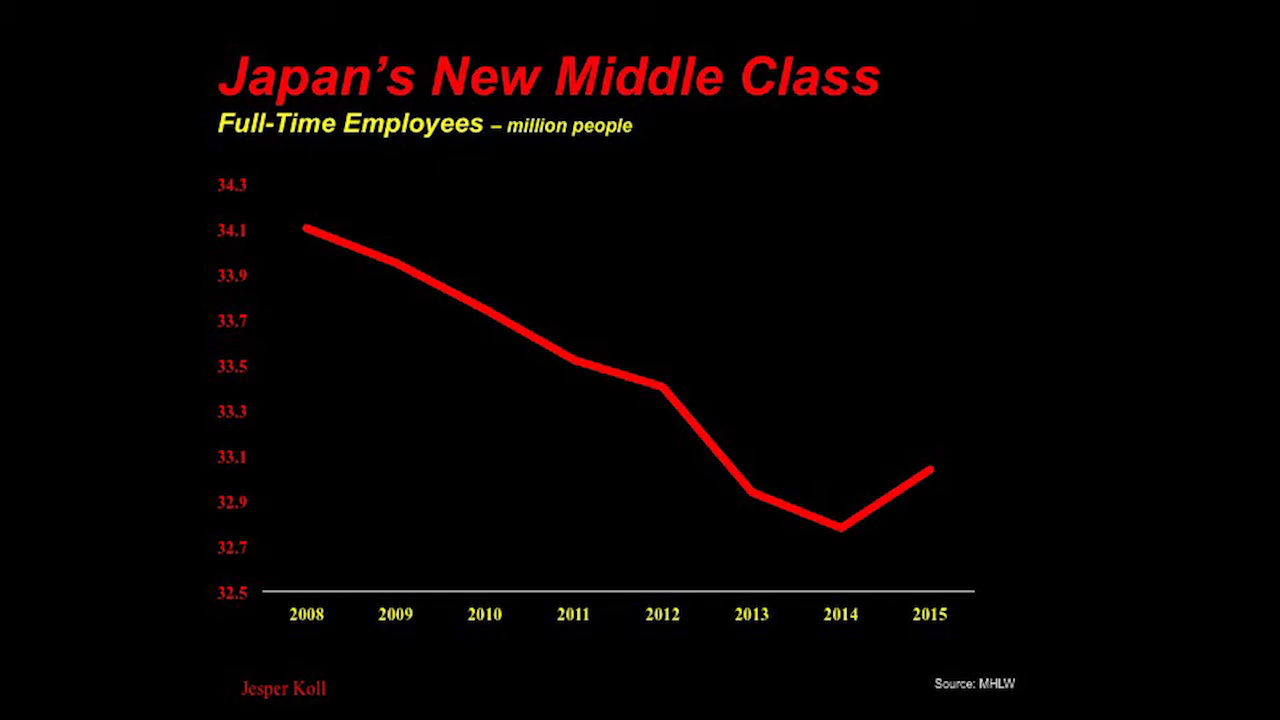 Japan’s New Middle Class
Full-Time Employees – million people
34.3
34.1
33.9
33.7
33.5
33.3
33.1
32.9
32.7
32.5
2008 2009 2010 2011 2012 2013 2014 2015
Jesper Koll
Source: MHLW